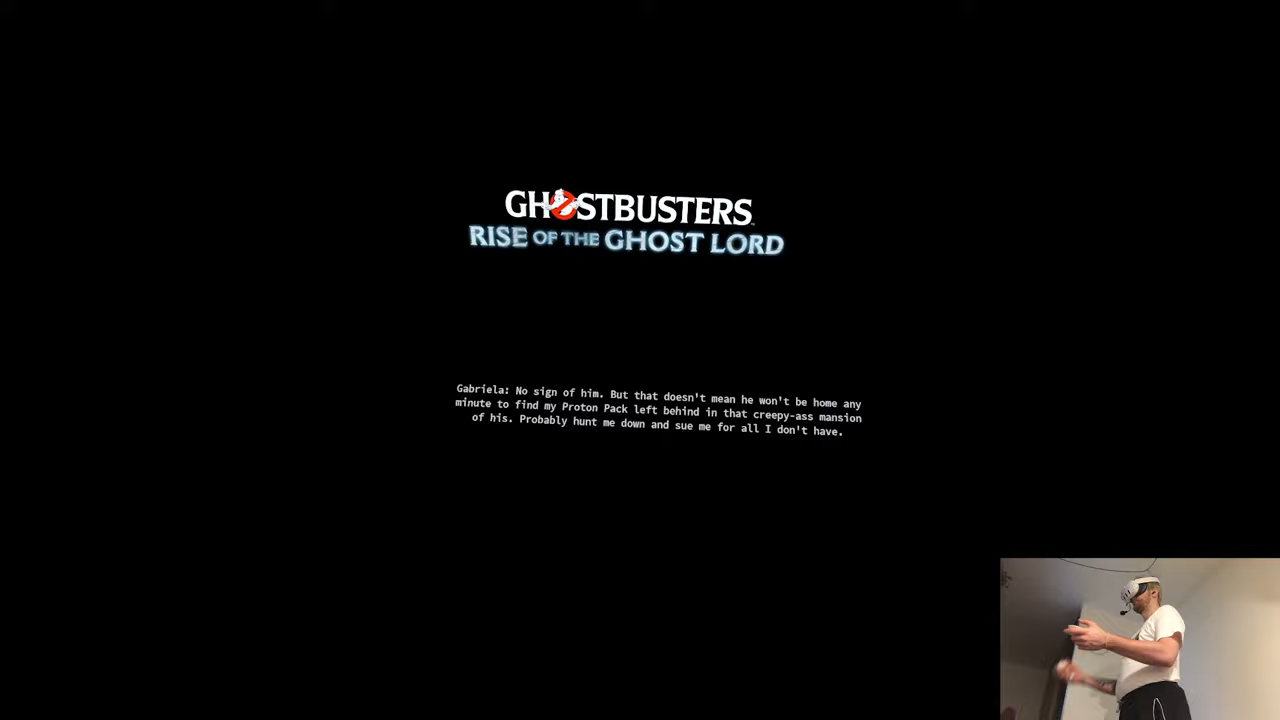 GHOSTBUSTERS
RISE OF THE GHOST LORD
Gabriela: No sign of him. But that doesn't mean he won't be home any
minute to find my Proton Pack left behind in that creepy-ass mansion
of his. Probably hunt me down and sue me for all I don't have.